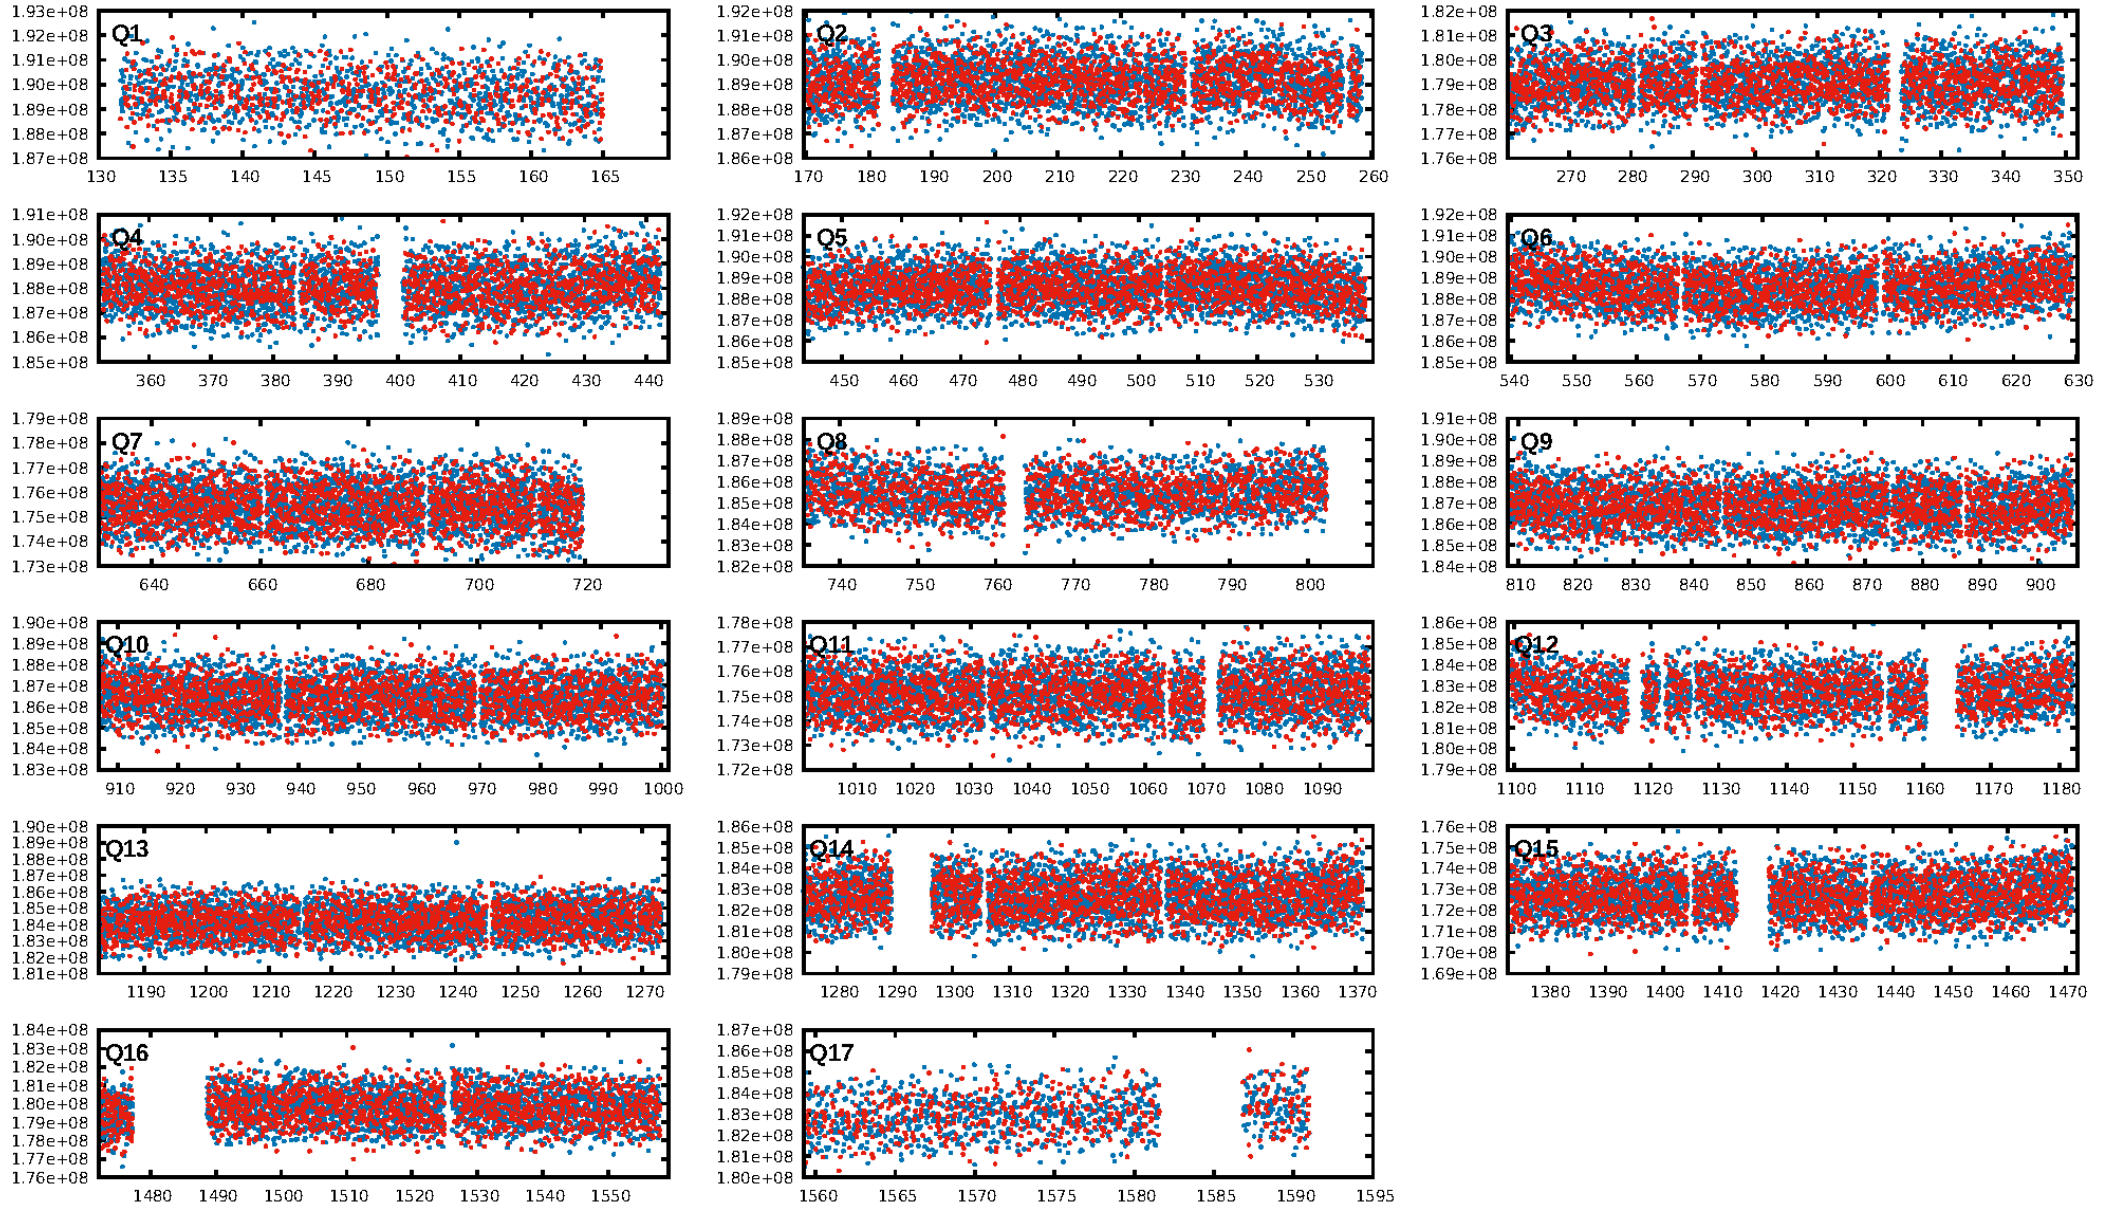 1.93e+08 1.92e+08 1.91e+08 1.90e+08 1.89e+08 1.88e+08 1.87e+08
Q1
130 135 140 145 150 155 160 165
1.92e+08 1.91e+08 1.90e+08 1.89e+08 1.88e+08 1.87e+08 1.86e+08
Q2
170 180 190 200 210 220 230 240 250 260
1.82e+08 1.81e+08 1.80e+08 1.79e+08 1.78e+08 1.77e+08 1.76e+08
Q3
270 280 290 300 310 320 330 340 350
1.91e+08 1.90e+08 1.89e+08 1.88e+08 1.87e+08 1.86e+08 1.85e+08
Q4
360 370 380 390 400 410 420 430 440
1.92e+08 1.91e+08 1.90e+08 1.89e+08 1.88e+08 1.87e+08 1.86e+08 1.85e+08
Q5
450 460 470 480 490 500 510 520 530
1.92e+08 1.91e+08 1.90e+08 1.89e+08 1.88e+08 1.87e+08 1.86e+08 1.85e+08
Q6
540 550 560 570 580 590 600 610 620 630
1.79e+08 1.78e+08 1.77e+08 1.76e+08 1.75e+08 1.74e+08 1.73e+08
Q7
640 660 680 700 720
1.89e+08 1.88e+08 1.87e+08 1.86e+08 1.85e+08 1.84e+08 1.83e+08 1.82e+08
Q8
740 750 760 770 780 790 800
1.91e+08 1.90e+08 1.89e+08 1.88e+08 1.87e+08 1.86e+08 1.85e+08 1.84e+08
Q9
810 820 830 840 850 860 870 880 890 900
1.90e+08 1.89e+08 1.88e+08 1.87e+08 1.86e+08 1.85e+08 1.84e+08 1.83e+08
Q10
910 920 930 940 950 960 970 980 990 1000
1.78e+08 1.77e+08 1.76e+08 1.75e+08 1.74e+08 1.73e+08 1.72e+08
Q11
1010 1020 1030 1040 1050 1060 1070 1080 1090
1.86e+08 1.85e+08 1.84e+08 1.83e+08 1.82e+08 1.81e+08 1.80e+08 1.79e+08
Q12
1100 1110 1120 1130 1140 1150 1160 1170 1180
1.90e+08 1.89e+08 1.88e+08 1.87e+08 1.86e+08 1.85e+08 1.84e+08 1.83e+08 1.82e+08 1.81e+08
Q13
1190 1200 1210 1220 1230 1240 1250 1260 1270
1.86e+08 1.85e+08 1.84e+08 1.83e+08 1.82e+08 1.81e+08 1.80e+08 1.79e+08
Q14
1280 1290 1300 1310 1320 1330 1340 1350 1360 1370
1.76e+08 1.75e+08 1.74e+08 1.73e+08 1.72e+08 1.71e+08 1.70e+08 1.69e+08
Q15
1380 1390 1400 1410 1420 1430 1440 1450 1460 1470
1.84e+08 1.83e+08 1.82e+08 1.81e+08 1.80e+08 1.79e+08 1.78e+08 1.77e+08 1.76e+08
Q16
1480 1490 1500 1510 1520 1530 1540 1550
1.87e+08 1.86e+08 1.85e+08 1.84e+08 1.83e+08 1.82e+08 1.81e+08 1.80e+08
Q17
1560 1565 1570 1575 1580 1585 1590 1595